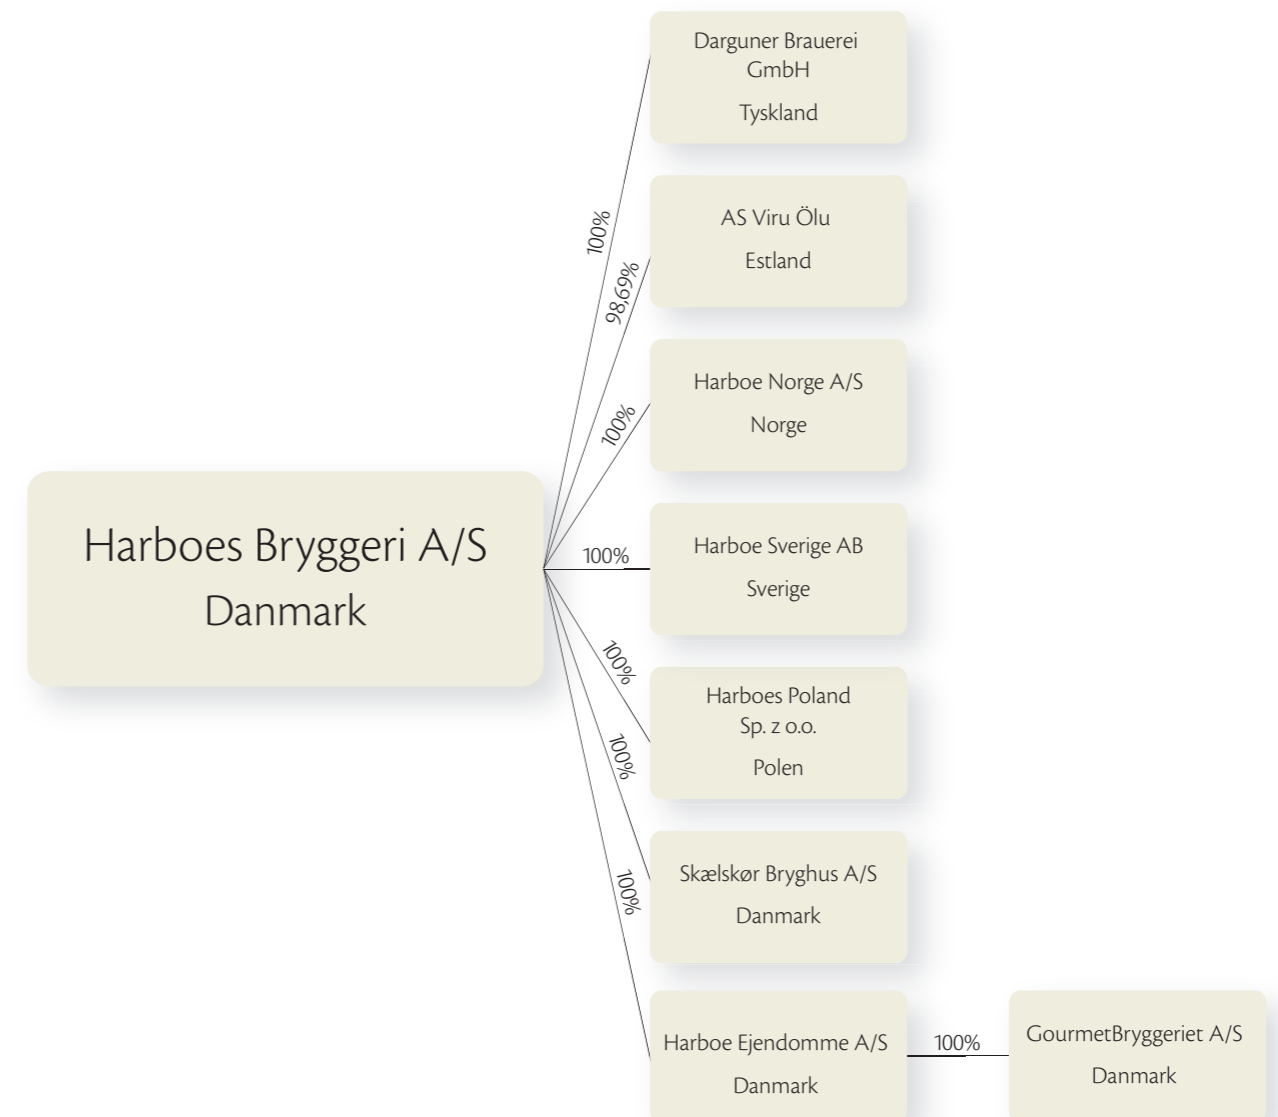 Darguner Brauerei
GmbH
Tyskland
100%
AS Viru Ölu
Estland
98,69%
Harboe Norge A/S
Norge
100%
Harboes Bryggeri A/S
Danmark
100%
Harboe Sverige AB
Sverige
100%
Harboes Poland
Sp. z o.o.
Polen
100%
Skælskør Bryghus A/S
Danmark
100%
Harboe Ejendomme A/S
Danmark
100%
GourmetBryggeriet A/S
Danmark